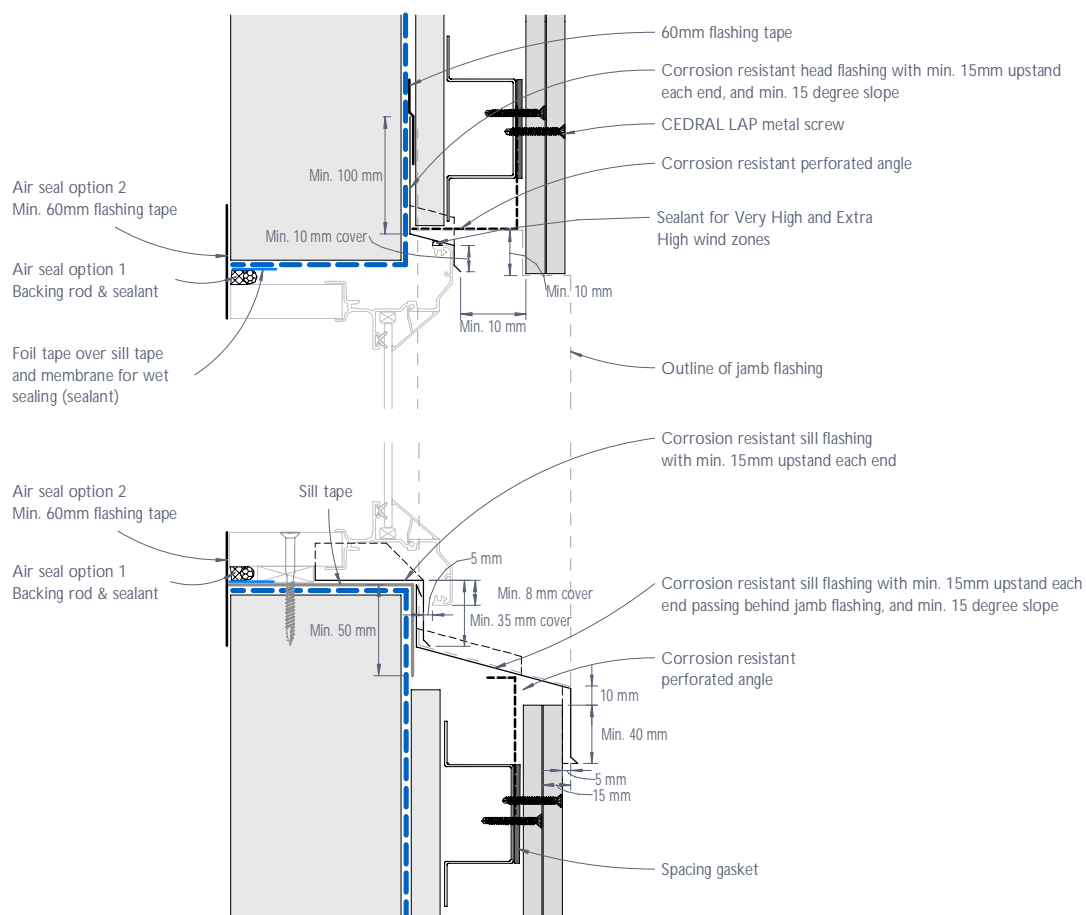 60mm flashing tape
Corrosion resistant head flashing with min. 15mm upstand
each end, and min. 15 degree slope
CEDRAL LAP metal screw
Corrosion resistant perforated angle
Min. 100 mm
Air seal option 2
Min. 60mm flashing tape
Sealant for Very High and Extra
High wind zones
Min. 10 mm cover
Air seal option 1
Backing rod & sealant
Min. 10 mm
Min. 10 mm
Foil tape over sill tape
and membrane for wet
sealing (sealant)
Outline of jamb flashing
Corrosion resistant sill flashing
with min. 15mm upstand each end
Air seal option 2
Min. 60mm flashing tape
Sill tape
5 mm
Air seal option 1
Backing rod & sealant
Min. 8 mm cover
Corrosion resistant sill flashing with min. 15mm upstand each
end passing behind jamb flashing, and min. 15 degree slope
Min. 35 mm cover
Min. 50 mm
Corrosion resistant
perforated angle
10 mm
Min. 40 mm
5 mm
15 mm
Spacing gasket